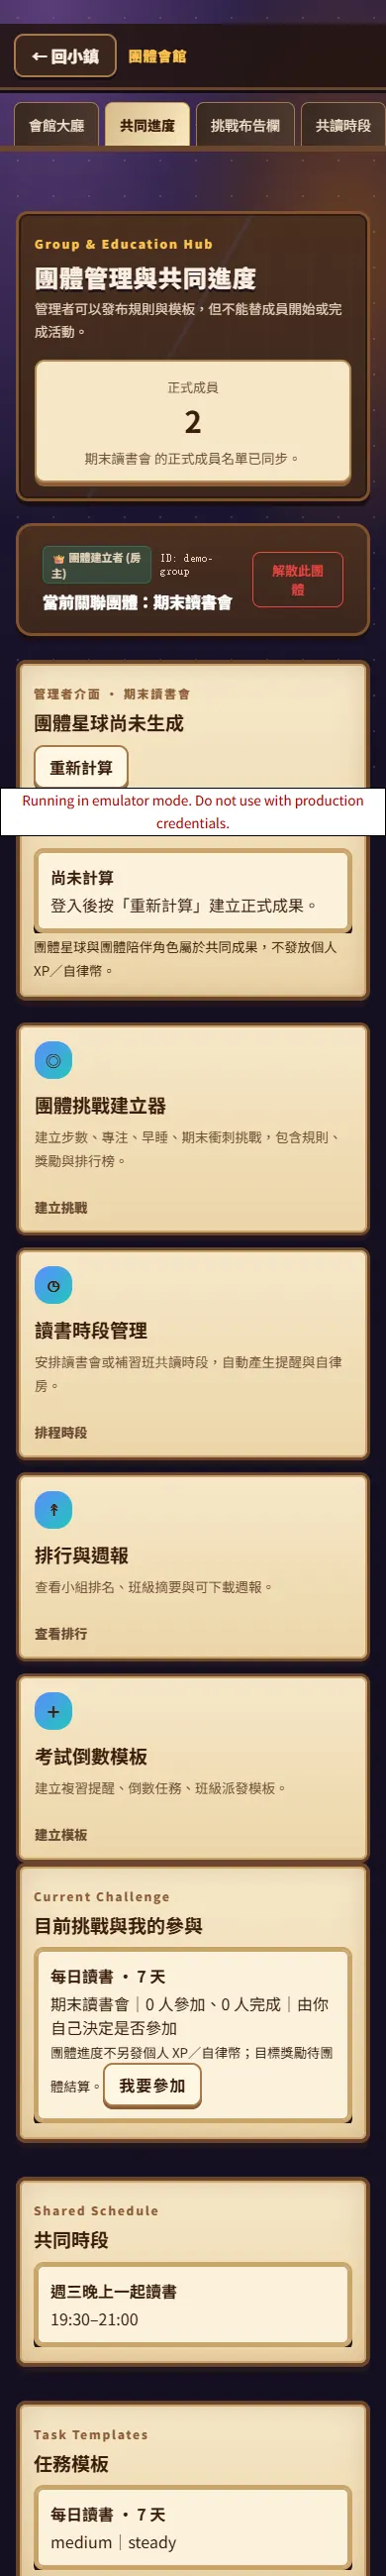 ← 回小鎮
團體會館
會館大廳
共同進度
挑戰布告欄
共讀時段
Group & Education Hub
團體管理與共同進度
管理者可以發布規則與模板，但不能替成員開始或完
成活動。
正式成員
2
期末讀書會 的正式成員名單已同步。
團體建立者 (房
主)
ID: demo-
group
當前關聯團體：期末讀書會
解散此團
體
管理者介面 · 期末讀書會
團體星球尚未生成
重新計算
Running in emulator mode. Do not use with production
credentials.
尚未計算
登入後按「重新計算」建立正式成果。
團體星球與團體陪伴角色屬於共同成果，不發放個人
XP／自律幣。
團體挑戰建立器
建立步數、專注、早睡、期末衝刺挑戰，包含規則、
獎勵與排行榜。
建立挑戰
讀書時段管理
安排讀書會或補習班共讀時段，自動產生提醒與自律
房。
排程時段
排行與週報
查看小組排名、班級摘要與可下載週報。
查看排行
考試倒數模板
建立複習提醒、倒數任務、班級派發模板。
建立模板
Current Challenge
目前挑戰與我的參與
每日讀書 · 7 天
期末讀書會｜0 人參加、0 人完成｜由你
自己決定是否參加
團體進度不另發個人 XP／自律幣；目標獎勵待團
體結算。
我要參加
Shared Schedule
共同時段
週三晚上一起讀書
19:30–21:00
Task Templates
任務模板
每日讀書 · 7 天
medium｜steady